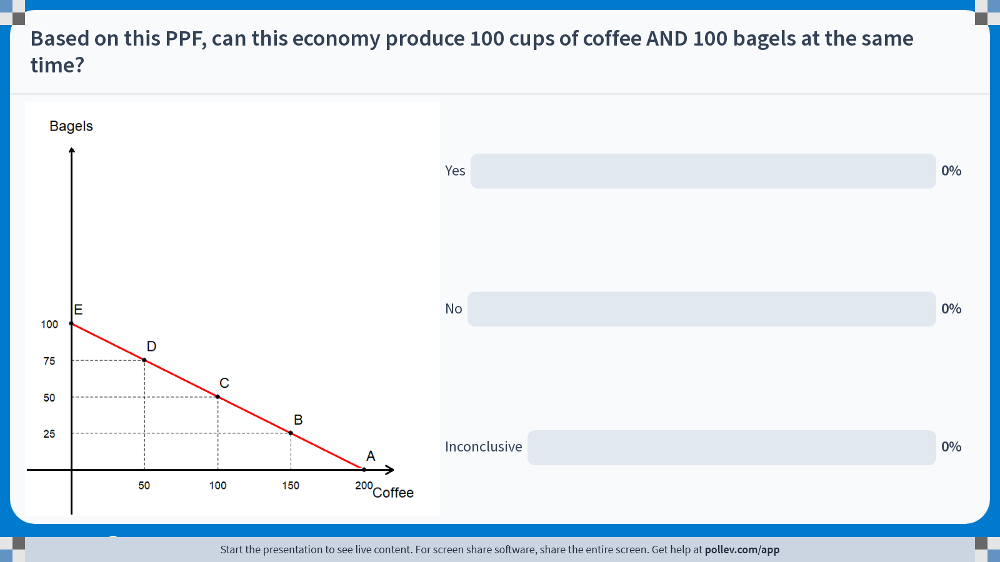 Based on this PPF, can this economy produce 100 cups of coffee AND 100 bagels at the same
time?
Bagels
E
100
D
75
C
50
B
25
A
50 100 150 200
Coffee
Yes 0%
No 0%
Inconclusive 0%
Start the presentation to see live content. For screen share software, share the entire screen. Get help at pollev.com/app